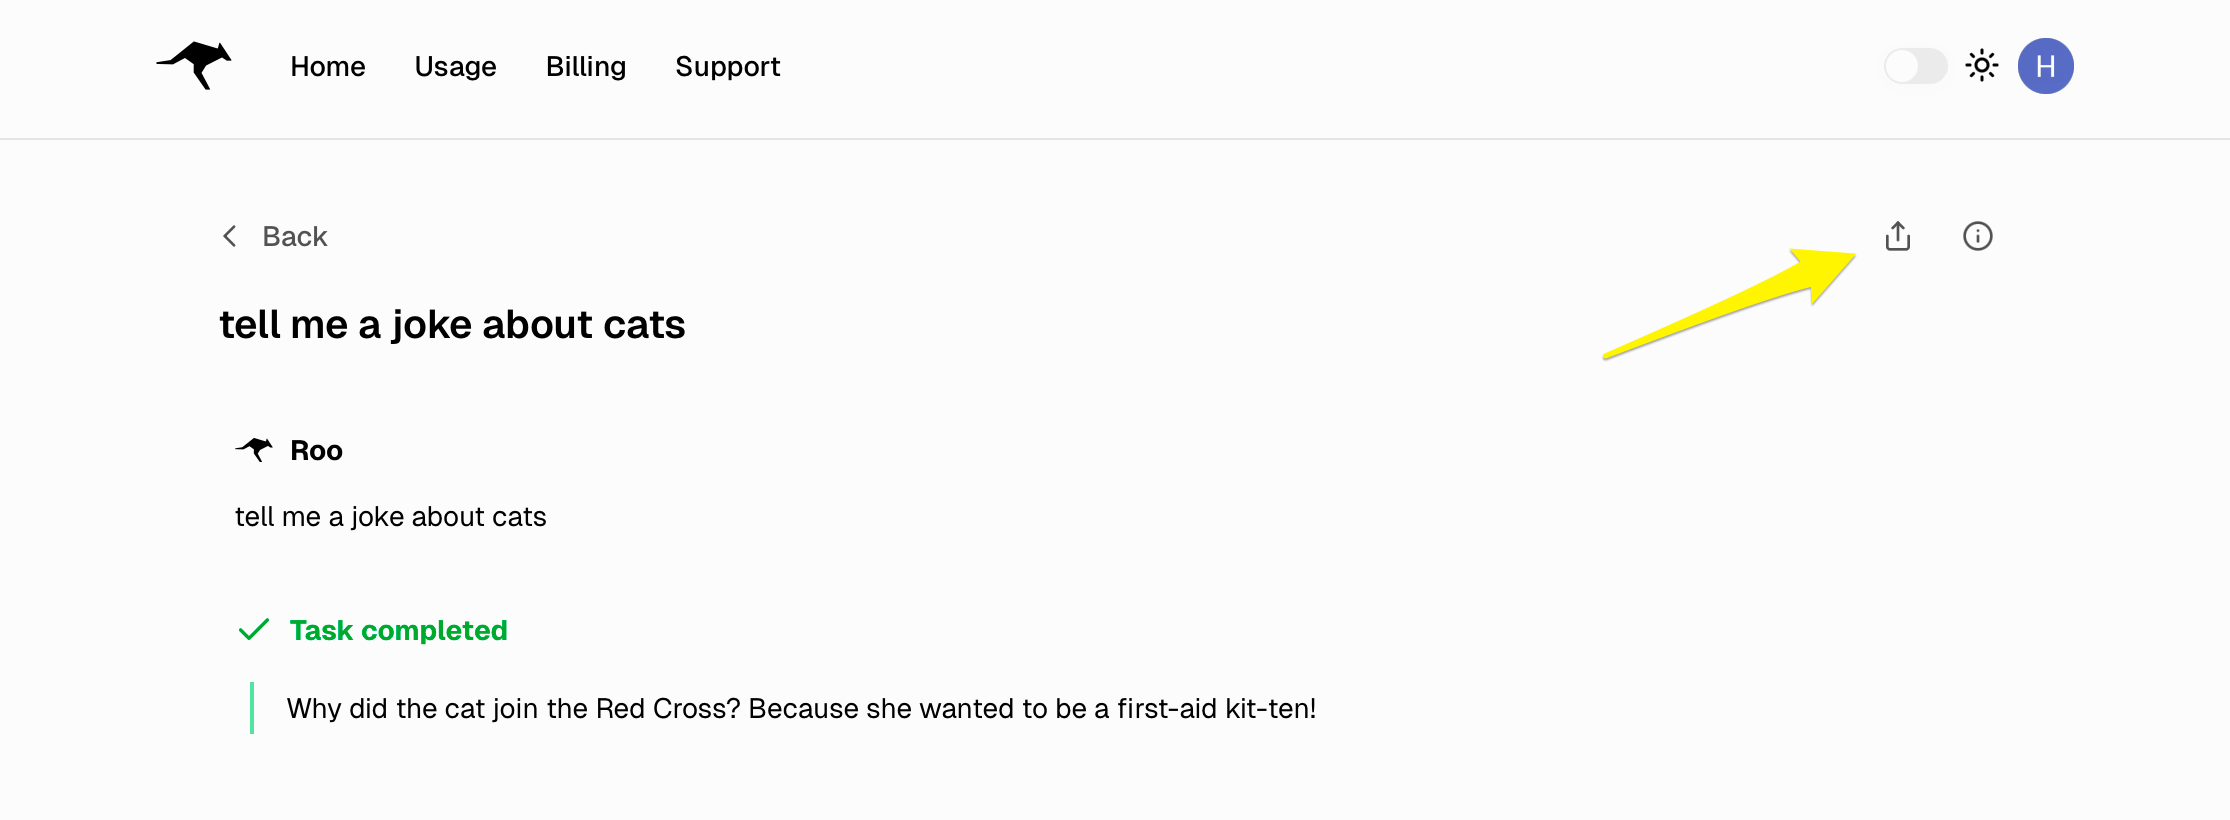 Home Usage Billing Support H
Back
tell me a joke about cats
Roo
tell me a joke about cats
Task completed
Why did the cat join the Red Cross? Because she wanted to be a first-aid kit-ten!